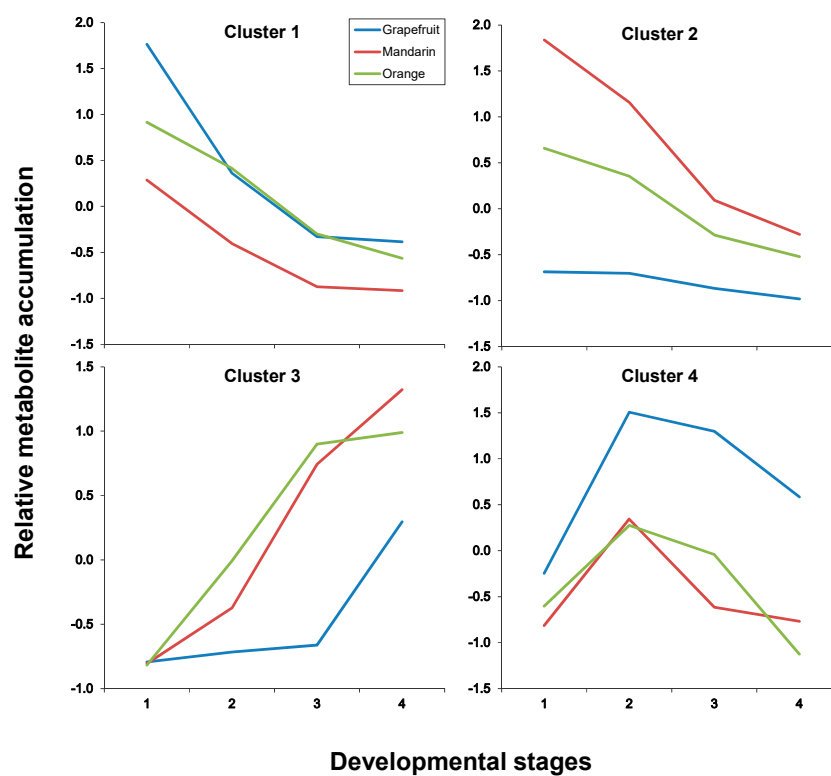 Relative metabolite accumulation
Cluster 1
Grapefruit
Mandarin
Orange
2.0
1.5
1.0
0.5
0.0
-0.5
-1.0
-1.5
Cluster 2
2.0
1.5
1.0
0.5
0.0
-0.5
-1.0
-1.5
Cluster 3
1.5
1.0
0.5
0.0
-0.5
-1.0
1 2 3 4
Cluster 4
2.0
1.5
1.0
0.5
0.0
-0.5
-1.0
-1.5
1 2 3 4
Developmental stages